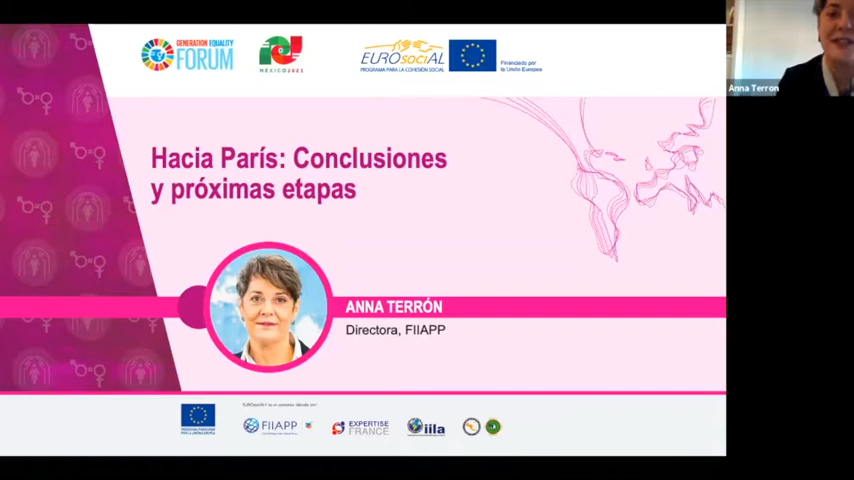 GENERATION EQUALITY
FORUM
MÉXICO 2021
EUROsociAL
PROGRAMA PARA LA COHESIÓN SOCIAL
Financiado por
la Unión Europea
Anna Terron
Hacia París: Conclusiones
y próximas etapas
ANNA TERRÓN
Directora, FIIAPP
FIIAPP
EXPERTISE
FRANCE
iila